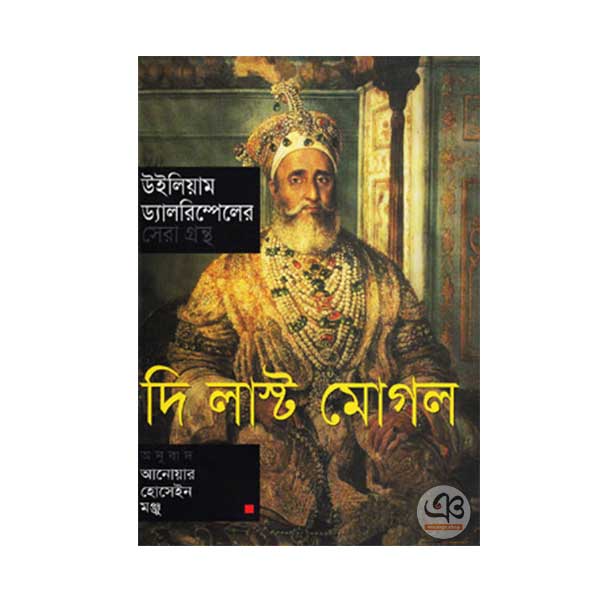 উইলিয়াম
ড্যালরিম্পেলের
সেরা গ্রন্থ
দি লাস্ট মোগল
অনুবাদ
আনোয়ার
হোসেইন
মঞ্জু